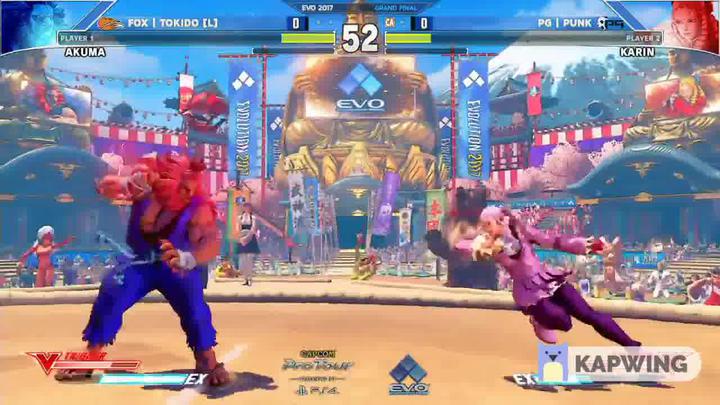 EVO 2017 GRAND FINAL
FOX | TOKIDO [L] 0 CA 0 PG | PUNK
PLAYER 1 52 PLAYER 2
AKUMA KARIN
EVO
EVOLUTION 2017
EVOLUTION 2017
V TRIGGER
EX
CAPCOM
Pro Tour
PS4
EVO
EX
KAPWING